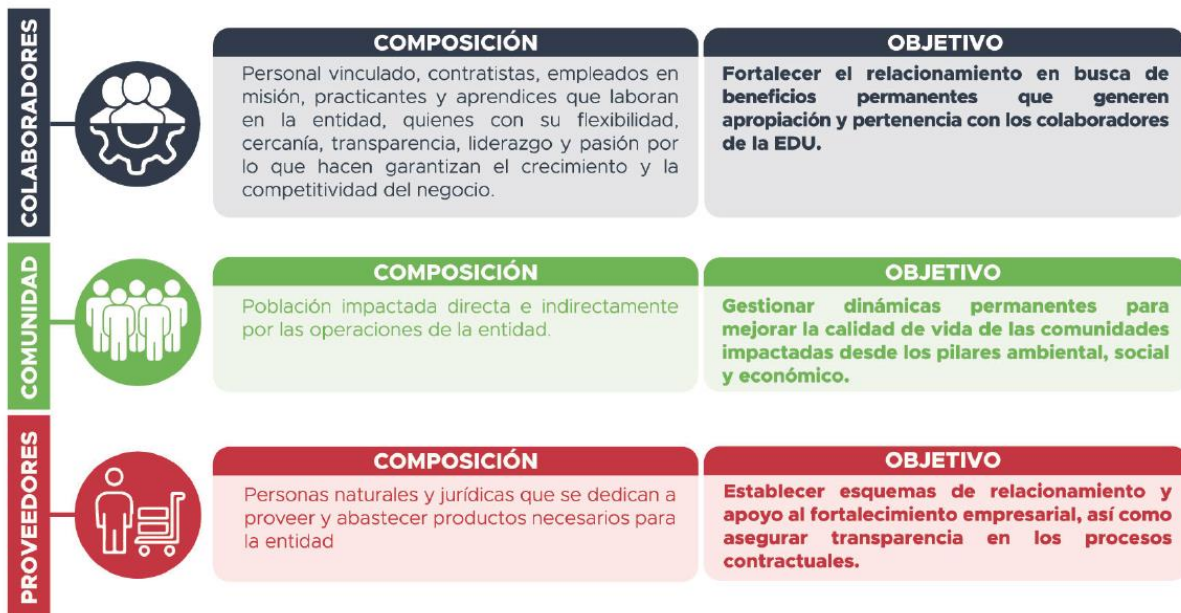 COLABORADORES
COMPOSICIÓN
Personal vinculado, contratistas, empleados en
misión, practicantes y aprendices que laboran
en la entidad, quienes con su flexibilidad,
cercanía, transparencia, liderazgo y pasión por
lo que hacen garantizan el crecimiento y la
competitividad del negocio.
OBJETIVO
Fortalecer el relacionamiento en busca de
beneficios permanentes que generen
apropiación y pertenencia con los colaboradores
de la EDU.
COMUNIDAD
COMPOSICIÓN
Población impactada directa e indirectamente
por las operaciones de la entidad.
OBJETIVO
Gestionar dinámicas permanentes para
mejorar la calidad de vida de las comunidades
impactadas desde los pilares ambiental, social
y económico.
PROVEEDORES
COMPOSICIÓN
Personas naturales y jurídicas que se dedican a
proveer y abastecer productos necesarios para
la entidad
OBJETIVO
Establecer esquemas de relacionamiento y
apoyo al fortalecimiento empresarial, así como
asegurar transparencia en los procesos
contractuales.